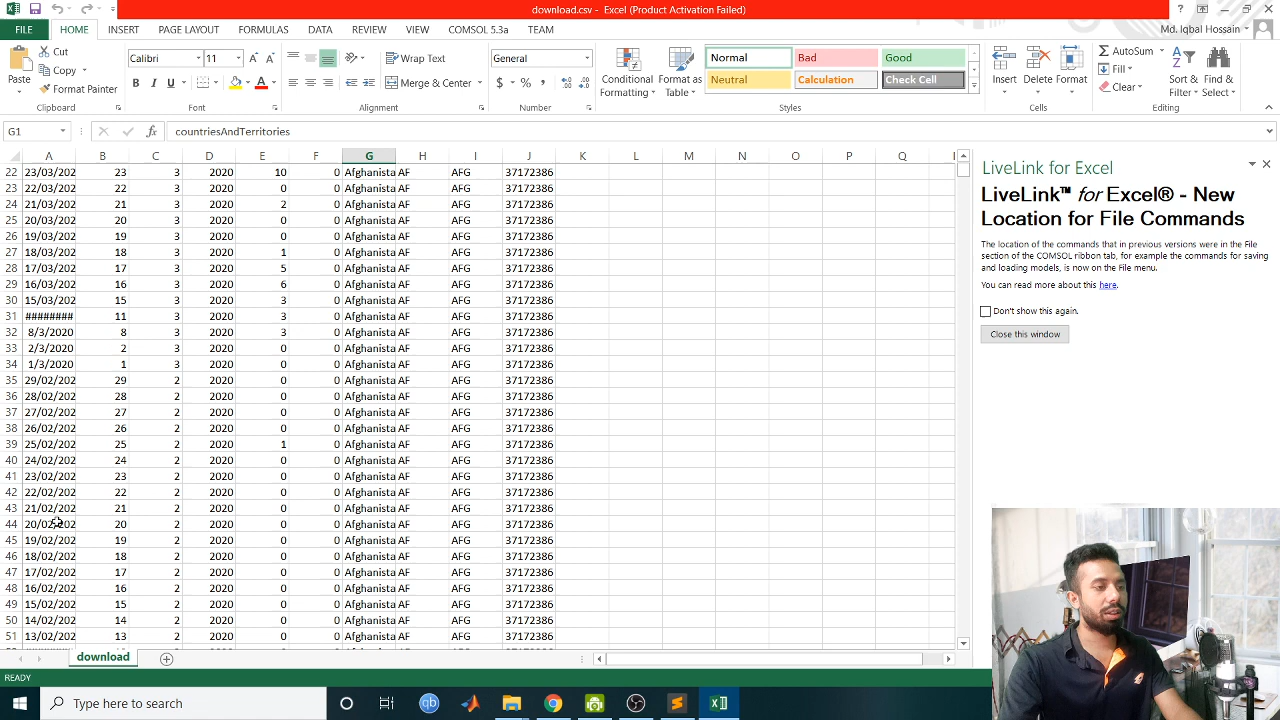 download.csv - Excel (Product Activation Failed)
FILE HOME INSERT PAGE LAYOUT FORMULAS DATA REVIEW VIEW COMSOL 5.3a TEAM Md. Iqbal Hossain
Paste Cut Copy Format Painter Clipboard
Calibri 11 B I U A Font
Wrap Text Merge & Center Alignment
General $ % , Number
Conditional Formatting Format as Table
Normal Bad Good
Neutral Calculation Check Cell
Styles
Insert Delete Format Cells
AutoSum Fill Clear Sort & Filter Find & Select Editing
G1 fx countriesAndTerritories
A B C D E F G H I J K L M N O P Q
22 23/03/202 23 3 2020 10 0 Afghanista AF AFG 37172386
23 22/03/202 22 3 2020 0 0 Afghanista AF AFG 37172386
24 21/03/202 21 3 2020 2 0 Afghanista AF AFG 37172386
25 20/03/202 20 3 2020 0 0 Afghanista AF AFG 37172386
26 19/03/202 19 3 2020 0 0 Afghanista AF AFG 37172386
27 18/03/202 18 3 2020 1 0 Afghanista AF AFG 37172386
28 17/03/202 17 3 2020 5 0 Afghanista AF AFG 37172386
29 16/03/202 16 3 2020 6 0 Afghanista AF AFG 37172386
30 15/03/202 15 3 2020 3 0 Afghanista AF AFG 37172386
31 ######## 11 3 2020 3 0 Afghanista AF AFG 37172386
32 8/3/2020 8 3 2020 3 0 Afghanista AF AFG 37172386
33 2/3/2020 2 3 2020 0 0 Afghanista AF AFG 37172386
34 1/3/2020 1 3 2020 0 0 Afghanista AF AFG 37172386
35 29/02/202 29 2 2020 0 0 Afghanista AF AFG 37172386
36 28/02/202 28 2 2020 0 0 Afghanista AF AFG 37172386
37 27/02/202 27 2 2020 0 0 Afghanista AF AFG 37172386
38 26/02/202 26 2 2020 0 0 Afghanista AF AFG 37172386
39 25/02/202 25 2 2020 1 0 Afghanista AF AFG 37172386
40 24/02/202 24 2 2020 0 0 Afghanista AF AFG 37172386
41 23/02/202 23 2 2020 0 0 Afghanista AF AFG 37172386
42 22/02/202 22 2 2020 0 0 Afghanista AF AFG 37172386
43 21/02/202 21 2 2020 0 0 Afghanista AF AFG 37172386
44 20/02/202 20 2 2020 0 0 Afghanista AF AFG 37172386
45 19/02/202 19 2 2020 0 0 Afghanista AF AFG 37172386
46 18/02/202 18 2 2020 0 0 Afghanista AF AFG 37172386
47 17/02/202 17 2 2020 0 0 Afghanista AF AFG 37172386
48 16/02/202 16 2 2020 0 0 Afghanista AF AFG 37172386
49 15/02/202 15 2 2020 0 0 Afghanista AF AFG 37172386
50 14/02/202 14 2 2020 0 0 Afghanista AF AFG 37172386
51 13/02/202 13 2 2020 0 0 Afghanista AF AFG 37172386
LiveLink for Excel
LiveLink™ for Excel® - New
Location for File Commands
The location of the commands that in previous versions were in the File
section of the COMSOL ribbon tab, for example the commands for saving
and loading models, is now on the File menu.
You can read more about this here.
Don't show this again.
Close this window
download
READY
Type here to search